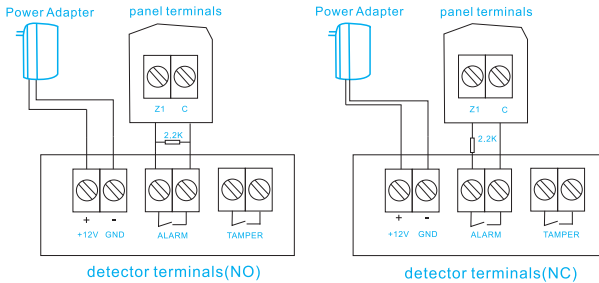 Power Adapter
panel terminals
Z1 C
2.2K
+ -
+12V GND
ALARM
TAMPER
detector terminals(NO)
Power Adapter
panel terminals
Z1 C
2.2K
+ -
+12V GND
ALARM
TAMPER
detector terminals(NC)